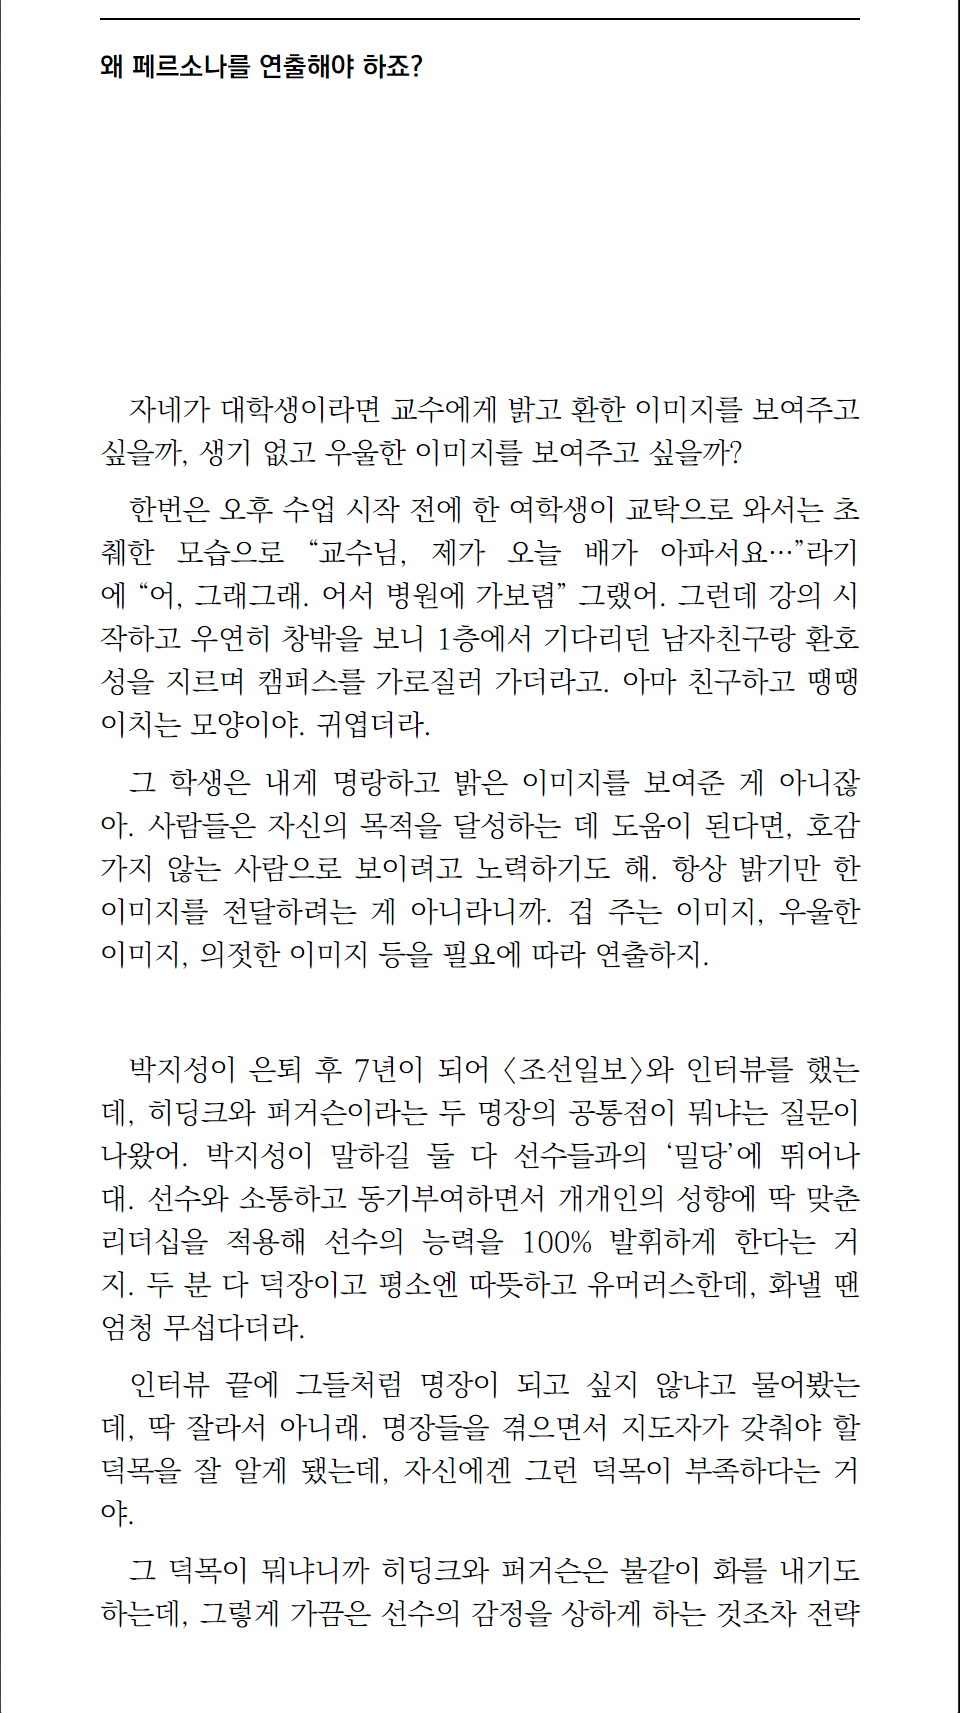 왜 페르소나를 연출해야 하죠?
자네가 대학생이라면 교수에게 밝고 환한 이미지를 보여주고
싶을까, 생기 없고 우울한 이미지를 보여주고 싶을까?
한번은 오후 수업 시작 전에 한 여학생이 교탁으로 와서는 초
췌한 모습으로 “교수님, 제가 오늘 배가 아파서요…”라기
에 “어, 그래그래. 어서 병원에 가보렴” 그랬어. 그런데 강의 시
작하고 우연히 창밖을 보니 1층에서 기다리던 남자친구랑 환호
성을 지르며 캠퍼스를 가로질러 가더라고. 아마 친구하고 땡땡
이치는 모양이야. 귀엽더라.
그 학생은 내게 명랑하고 밝은 이미지를 보여준 게 아니잖
아. 사람들은 자신의 목적을 달성하는 데 도움이 된다면, 호감
가지 않는 사람으로 보이려고 노력하기도 해. 항상 밝기만 한
이미지를 전달하려는 게 아니라니까. 겁 주는 이미지, 우울한
이미지, 의젓한 이미지 등을 필요에 따라 연출하지.
박지성이 은퇴 후 7년이 되어 〈조선일보〉와 인터뷰를 했는
데, 히딩크와 퍼거슨이라는 두 명장의 공통점이 뭐냐는 질문이
나왔어. 박지성이 말하길 둘 다 선수들과의 ‘밀당’에 뛰어나
대. 선수와 소통하고 동기부여하면서 개개인의 성향에 딱 맞춘
리더십을 적용해 선수의 능력을 100% 발휘하게 한다는 거
지. 두 분 다 덕장이고 평소엔 따뜻하고 유머러스한데, 화낼 땐
엄청 무섭다더라.
인터뷰 끝에 그들처럼 명장이 되고 싶지 않냐고 물어봤는
데, 딱 잘라서 아니래. 명장들을 겪으면서 지도자가 갖춰야 할
덕목을 잘 알게 됐는데, 자신에겐 그런 덕목이 부족하다는 거
야.
그 덕목이 뭐냐니까 히딩크와 퍼거슨은 불같이 화를 내기도
하는데, 그렇게 가끔은 선수의 감정을 상하게 하는 것조차 전략